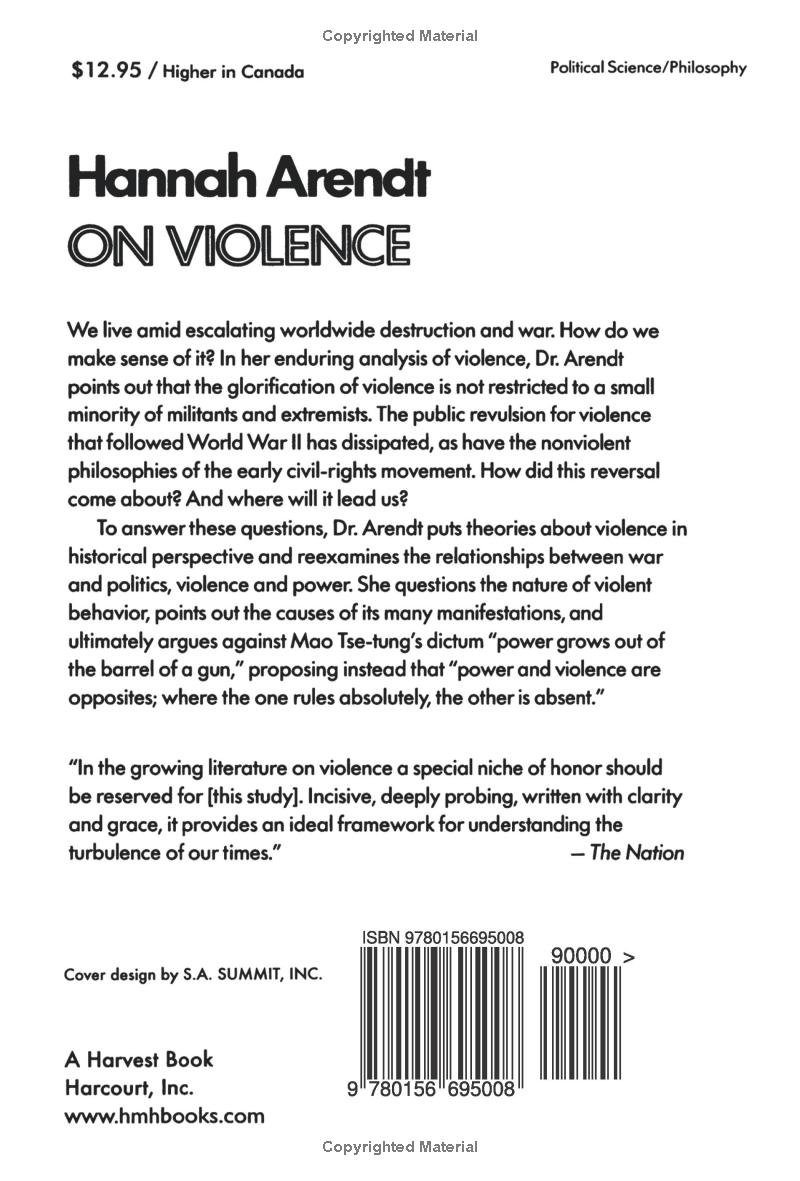 Copyrighted Material
$12.95 / Higher in Canada
Political Science/Philosophy
Hannah Arendt
ON VIOLENCE
We live amid escalating worldwide destruction and war. How do we
make sense of it? In her enduring analysis of violence, Dr. Arendt
points out that the glorification of violence is not restricted to a small
minority of militants and extremists. The public revulsion for violence
that followed World War II has dissipated, as have the nonviolent
philosophies of the early civil-rights movement. How did this reversal
come about? And where will it lead us?
To answer these questions, Dr. Arendt puts theories about violence in
historical perspective and reexamines the relationships between war
and politics, violence and power. She questions the nature of violent
behavior, points out the causes of its many manifestations, and
ultimately argues against Mao Tse-tung's dictum “power grows out of
the barrel of a gun,” proposing instead that “power and violence are
opposites; where the one rules absolutely, the other is absent.”
“In the growing literature on violence a special niche of honor should
be reserved for [this study]. Incisive, deeply probing, written with clarity
and grace, it provides an ideal framework for understanding the
turbulence of our times.” — The Nation
ISBN 9780156695008
90000 >
Cover design by S.A. SUMMIT, INC.
9 780156 695008
A Harvest Book
Harcourt, Inc.
www.hmhbooks.com
Copyrighted Material